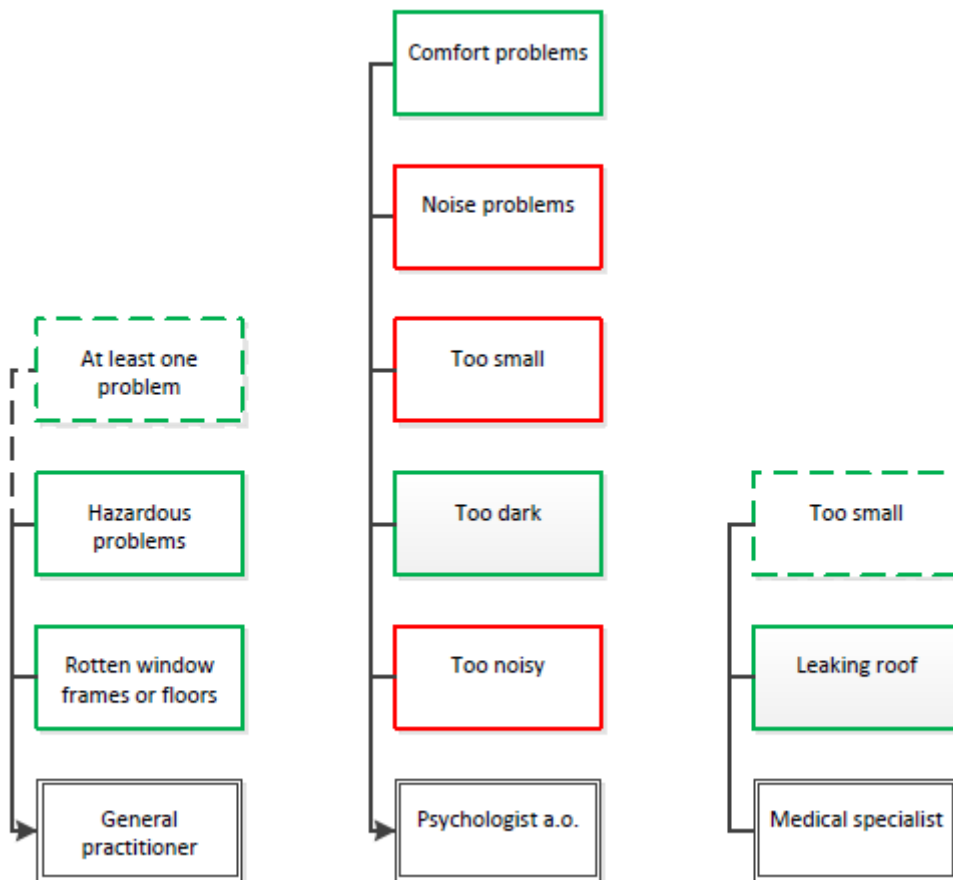 Comfort problems
Noise problems
At least one
problem
Too small
Hazardous
problems
Too dark
Too small
Rotten window
frames or floors
Too noisy
Leaking roof
General
practitioner
Psychologist a.o.
Medical specialist